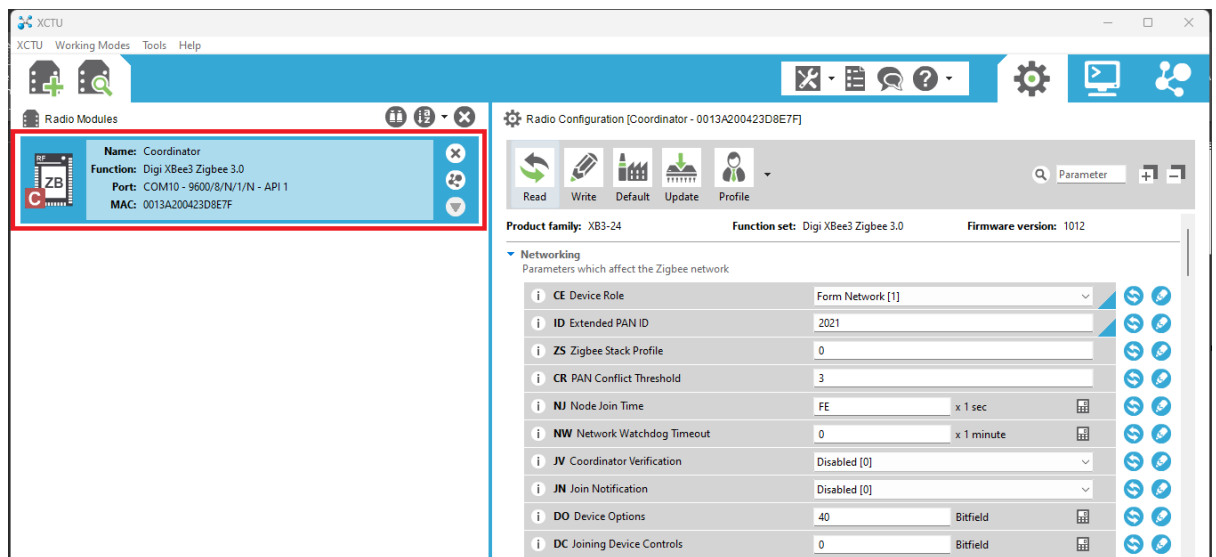 XCTU
XCTU Working Modes Tools Help
Radio Modules
Name: Coordinator
Function: Digi XBee3 Zigbee 3.0
Port: COM10 - 9600/8/N/1/N - API 1
MAC: 0013A200423D8E7F
RF
ZB
C
Radio Configuration [Coordinator - 0013A200423D8E7F]
Read Write Default Update Profile
Parameter
Product family: XB3-24 Function set: Digi XBee3 Zigbee 3.0 Firmware version: 1012
Networking
Parameters which affect the Zigbee network
i CE Device Role Form Network [1]
i ID Extended PAN ID 2021
i ZS Zigbee Stack Profile 0
i CR PAN Conflict Threshold 3
i NJ Node Join Time FE x 1 sec
i NW Network Watchdog Timeout 0 x 1 minute
i JV Coordinator Verification Disabled [0]
i JN Join Notification Disabled [0]
i DO Device Options 40 Bitfield
i DC Joining Device Controls 0 Bitfield